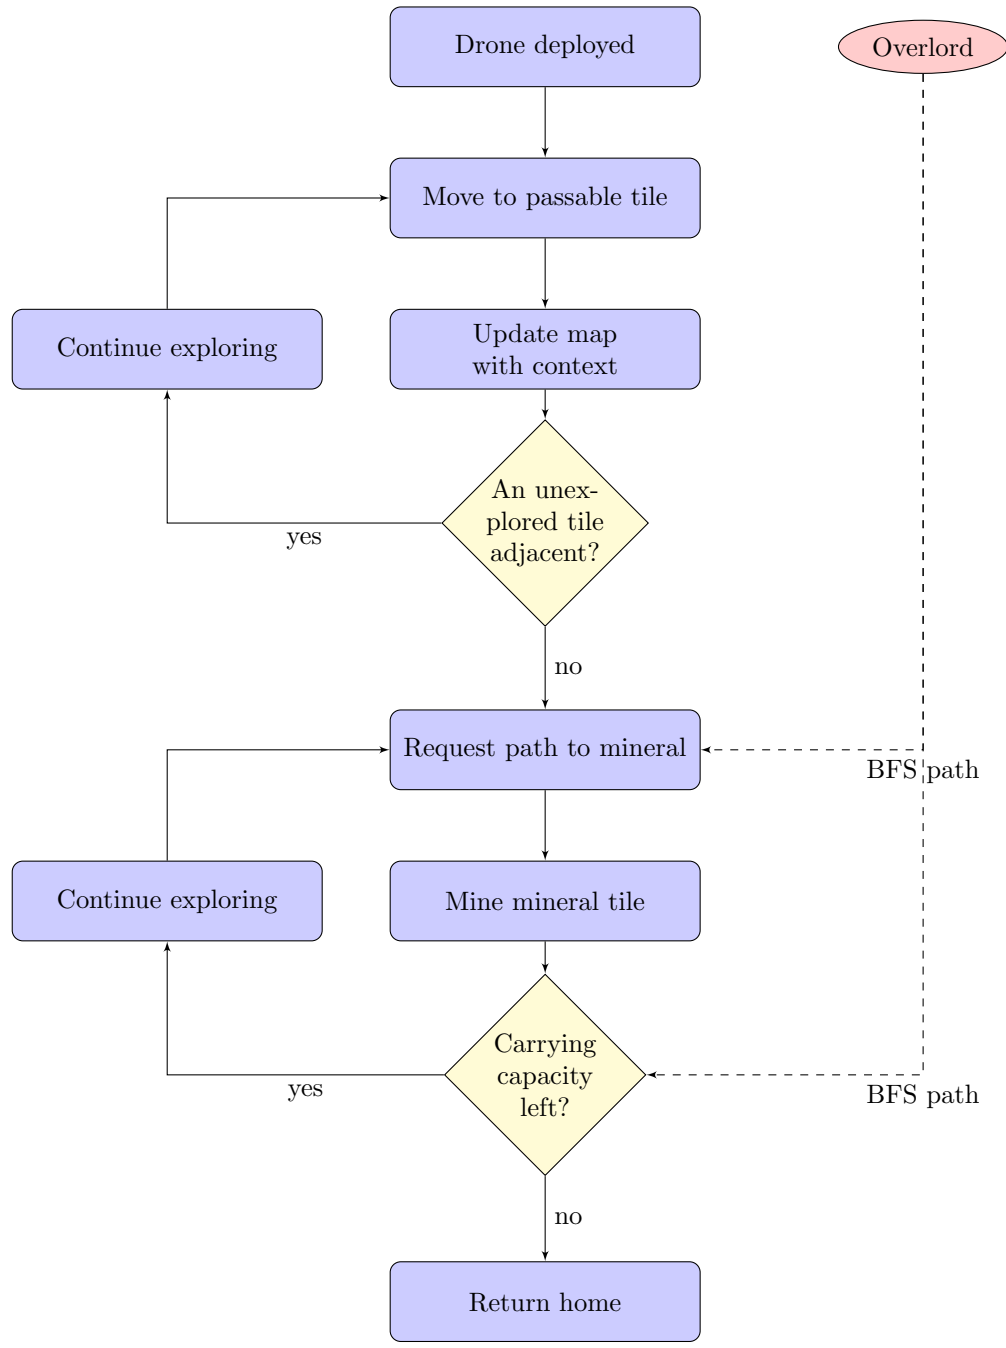 Drone deployed
Overlord
Move to passable tile
Continue exploring
Update map
with context
An unex-
plored tile
adjacent?
yes
no
Request path to mineral
BFS path
Continue exploring
Mine mineral tile
Carrying
capacity
left?
yes
BFS path
no
Return home